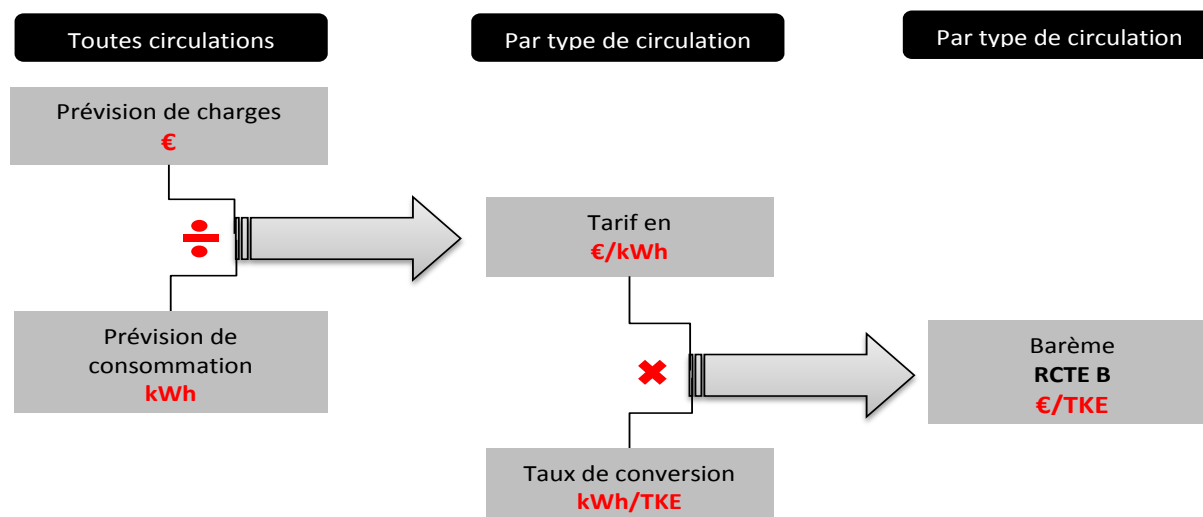 Toutes circulations
Par type de circulation
Par type de circulation
Prévision de charges
€
Prévision de
consommation
kWh
Tarif en
€/kWh
Taux de conversion
kWh/TKE
Barème
RCTE B
€/TKE